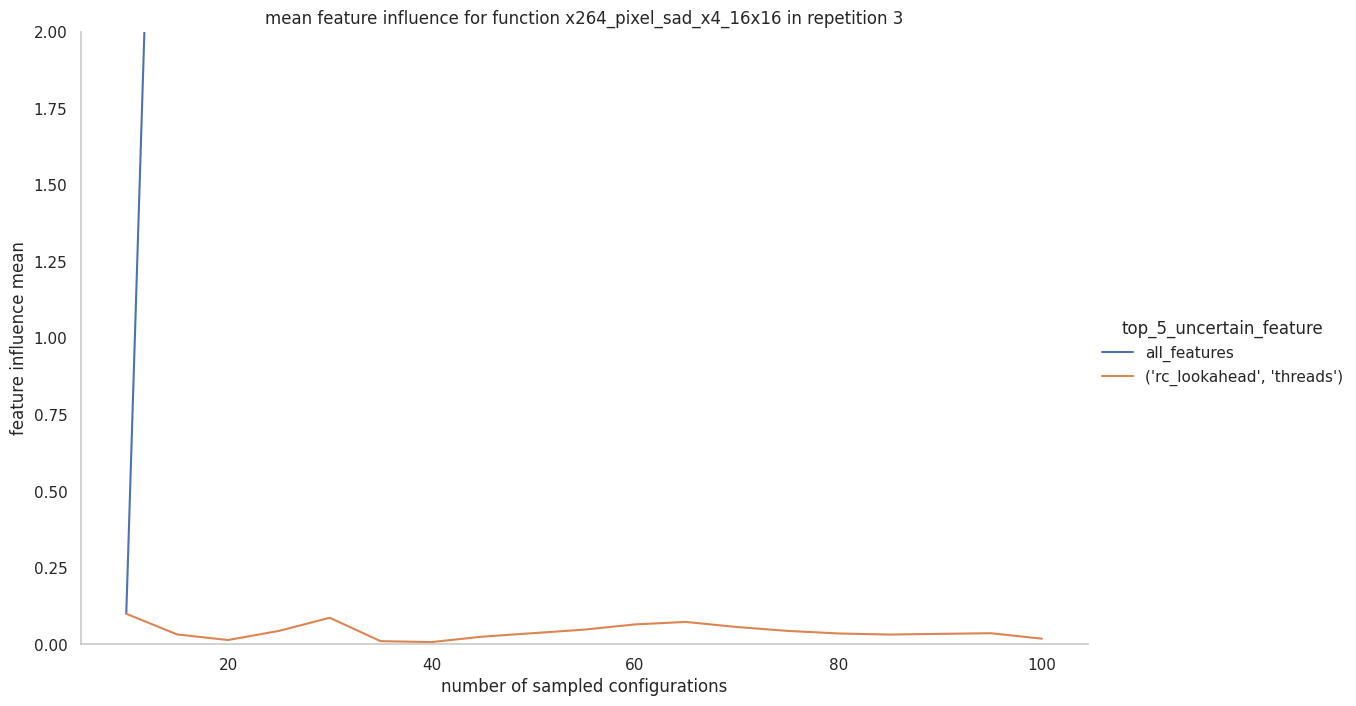 mean feature influence for function x264_pixel_sad_x4_16x16 in repetition 3
2.00
1.75
1.50
1.25
1.00
0.75
0.50
0.25
0.00
feature influence mean
20
40
60
80
100
number of sampled configurations
top_5_uncertain_feature
all_features
('rc_lookahead', 'threads')